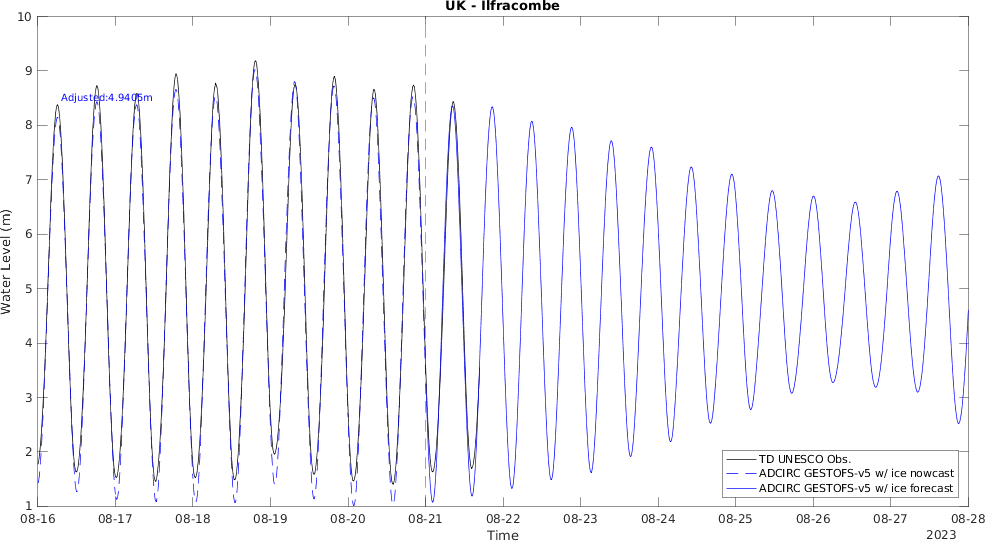 UK - Ilfracombe
10
9
8
7
6
5
4
3
2
1
Water Level (m)
Adjusted:4.9405m
TD UNESCO Obs.
ADCIRC GESTOFS-v5 w/ ice nowcast
ADCIRC GESTOFS-v5 w/ ice forecast
08-16 08-17 08-18 08-19 08-20 08-21 08-22 08-23 08-24 08-25 08-26 08-27 08-28
Time
2023